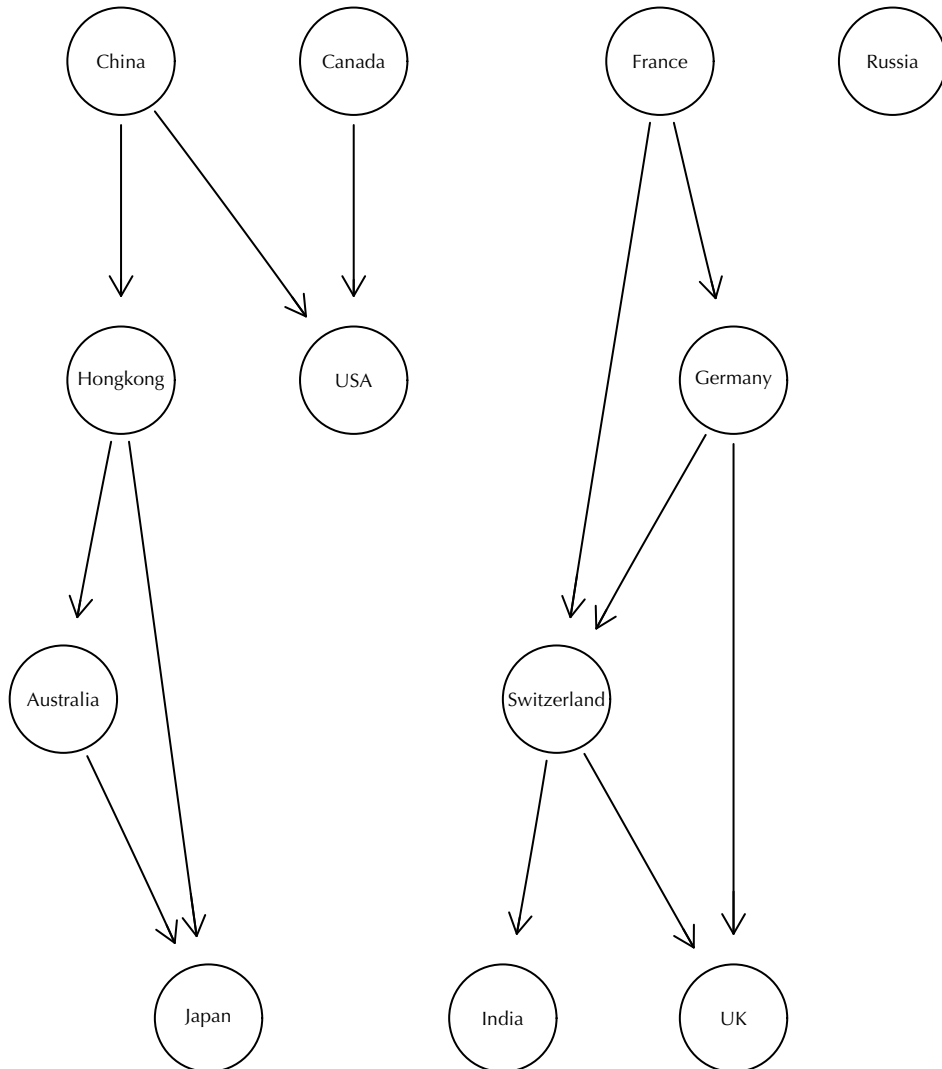 China
Canada
France
Russia
Hongkong
USA
Germany
Australia
Switzerland
Japan
India
UK